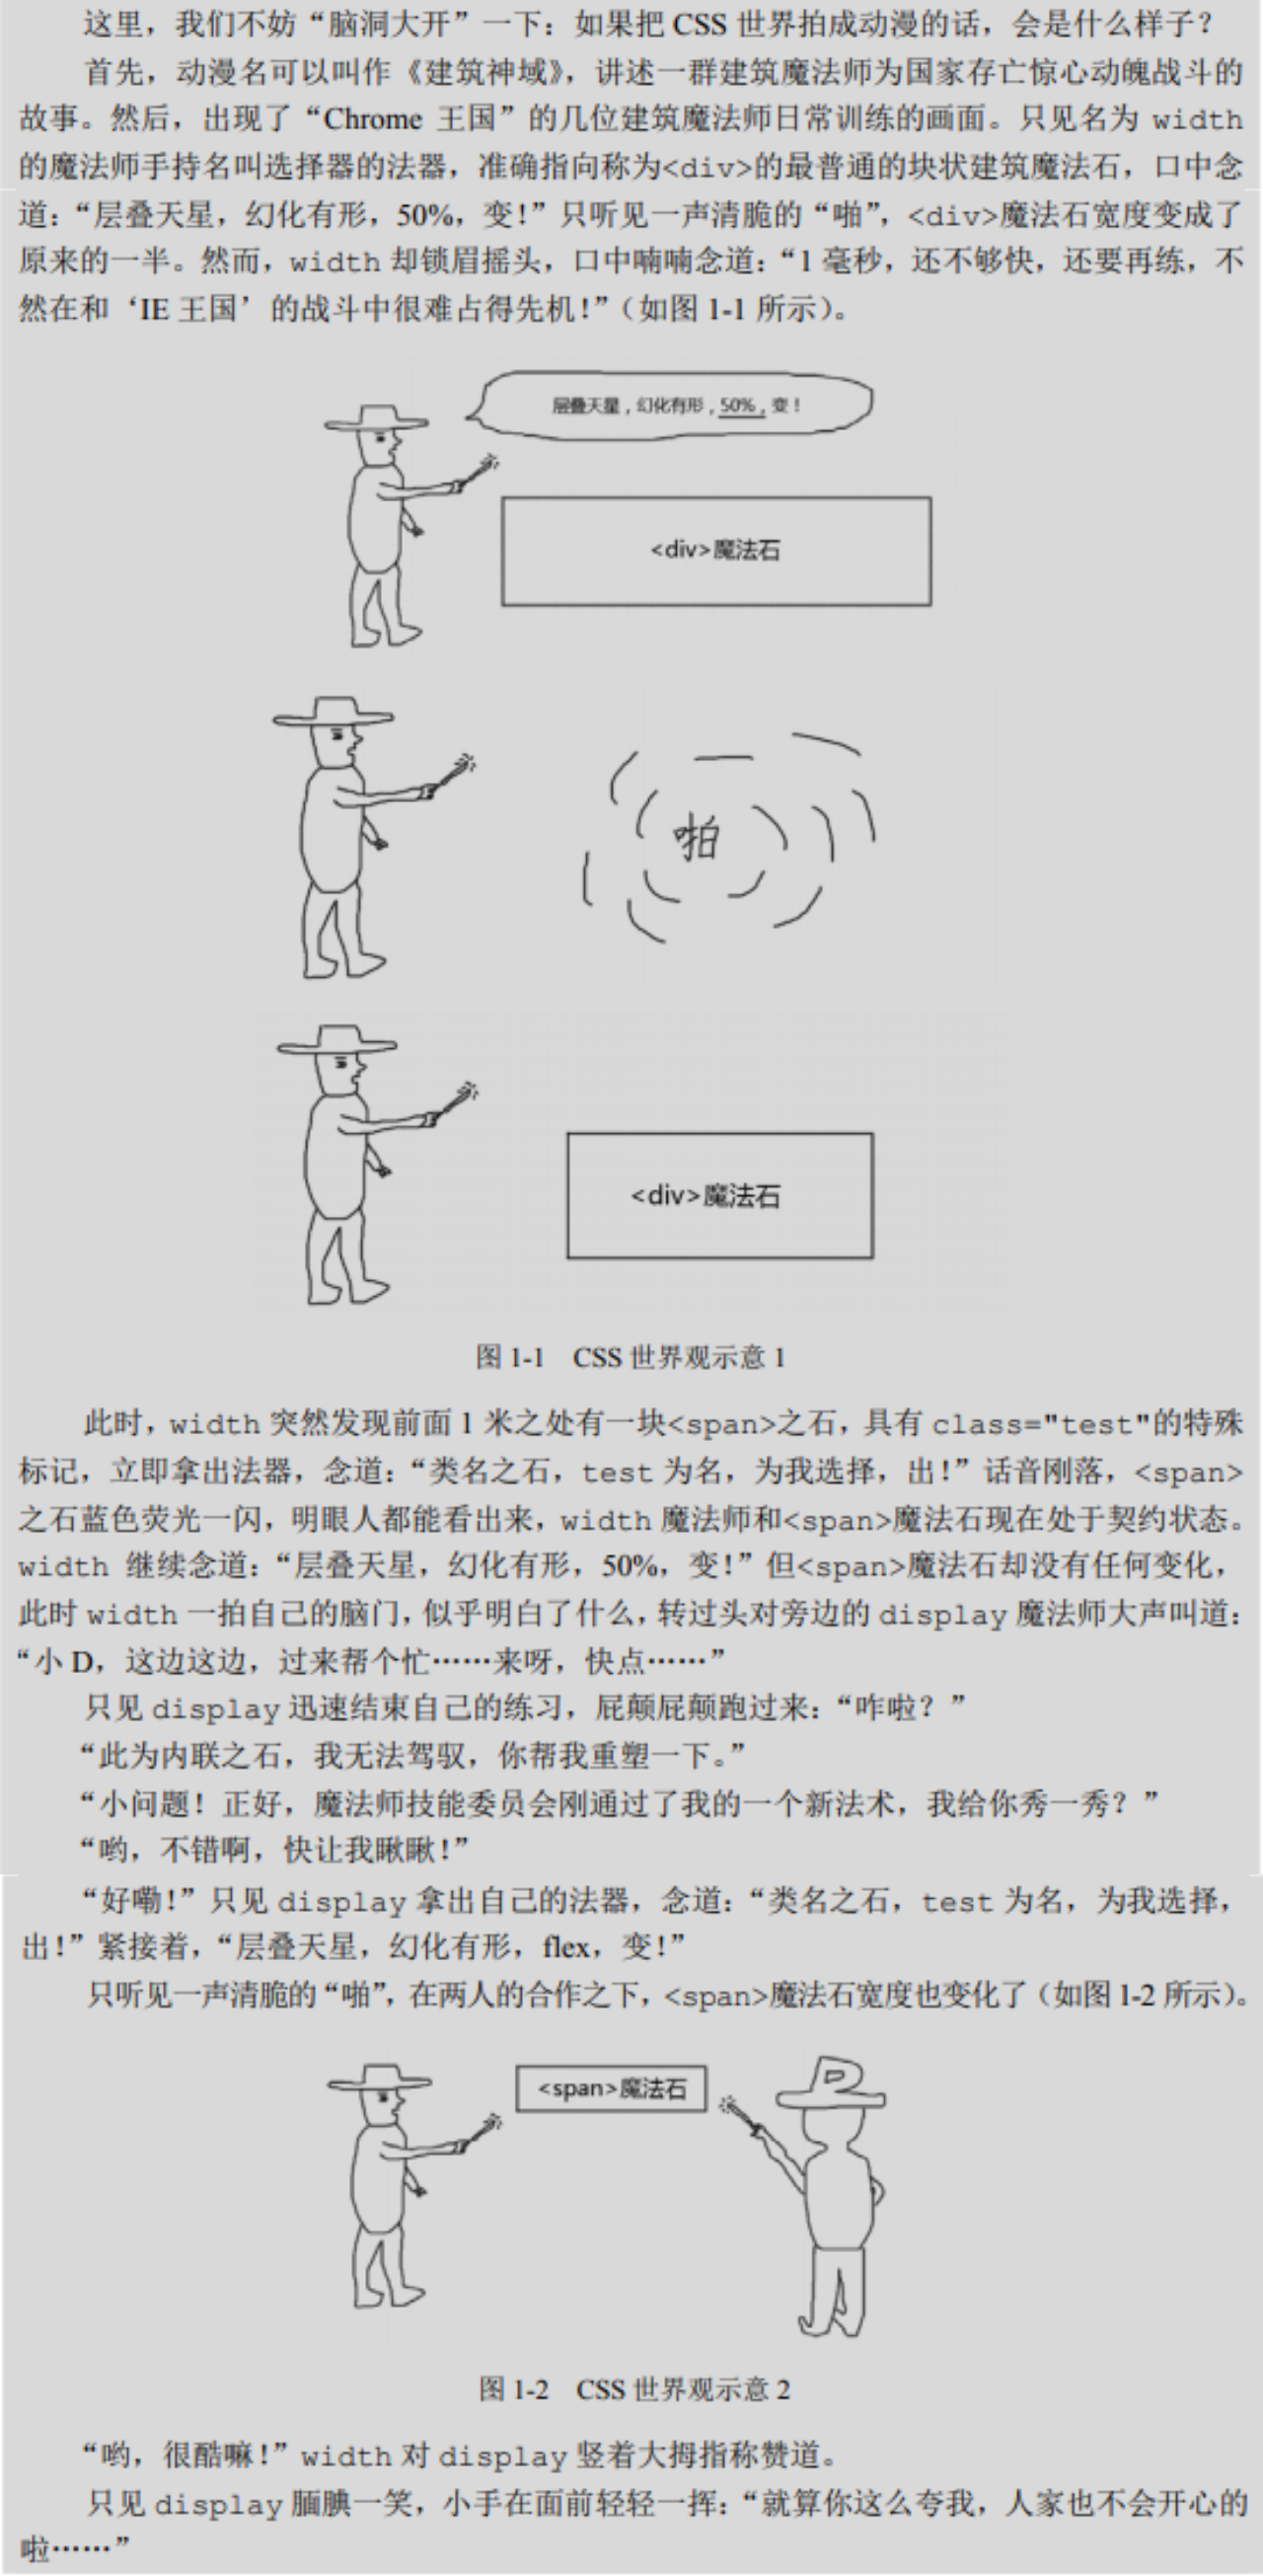 这里，我们不妨“脑洞大开”一下：如果把 CSS 世界拍成动漫的话，会是什么样子？
首先，动漫名可以叫作《建筑神域》，讲述一群建筑魔法师为国家存亡惊心动魄战斗的
故事。然后，出现了“Chrome 王国”的几位建筑魔法师日常训练的画面。只见名为 width
的魔法师手持名叫选择器的法器，准确指向称为<div>的最普通的块状建筑魔法石，口中念
道：“层叠天星，幻化有形，50%，变！”只听见一声清脆的“啪”，<div>魔法石宽度变成了
原来的一半。然而，width 却锁眉摇头，口中喃喃念道：“1 毫秒，还不够快，还要再练，不
然在和‘IE 王国’的战斗中很难占得先机！”（如图 1-1 所示）。
层叠天星，幻化有形，50%，变！
<div>魔法石
啪
<div>魔法石
图 1-1 CSS 世界观示意 1
此时，width 突然发现前面 1 米之处有一块<span>之石，具有 class="test"的特殊
标记，立即拿出法器，念道：“类名之石，test 为名，为我选择，出！”话音刚落，<span>
之石蓝色荧光一闪，明眼人都能看出来，width 魔法师和<span>魔法石现在处于契约状态。
width 继续念道：“层叠天星，幻化有形，50%，变！”但<span>魔法石却没有任何变化，
此时 width 一拍自己的脑门，似乎明白了什么，转过头对旁边的 display 魔法师大声叫道：
“小 D，这边这边，过来帮个忙……来呀，快点……”
只见 display 迅速结束自己的练习，屁颠屁颠跑过来：“咋啦？”
“此为内联之石，我无法驾驭，你帮我重塑一下。”
“小问题！正好，魔法师技能委员会刚通过了我的一个新法术，我给你秀一秀？”
“哟，不错啊，快让我瞅瞅！”
“好嘞！”只见 display 拿出自己的法器，念道：“类名之石，test 为名，为我选择，
出！”紧接着，“层叠天星，幻化有形，flex，变！”
只听见一声清脆的“啪”，在两人的合作之下，<span>魔法石宽度也变化了（如图 1-2 所示）。
<span>魔法石
D
图 1-2 CSS 世界观示意 2
“哟，很酷嘛！”width 对 display 竖着大拇指称赞道。
只见 display 腼腆一笑，小手在面前轻轻一挥：“就算你这么夸我，人家也不会开心的
啦……”